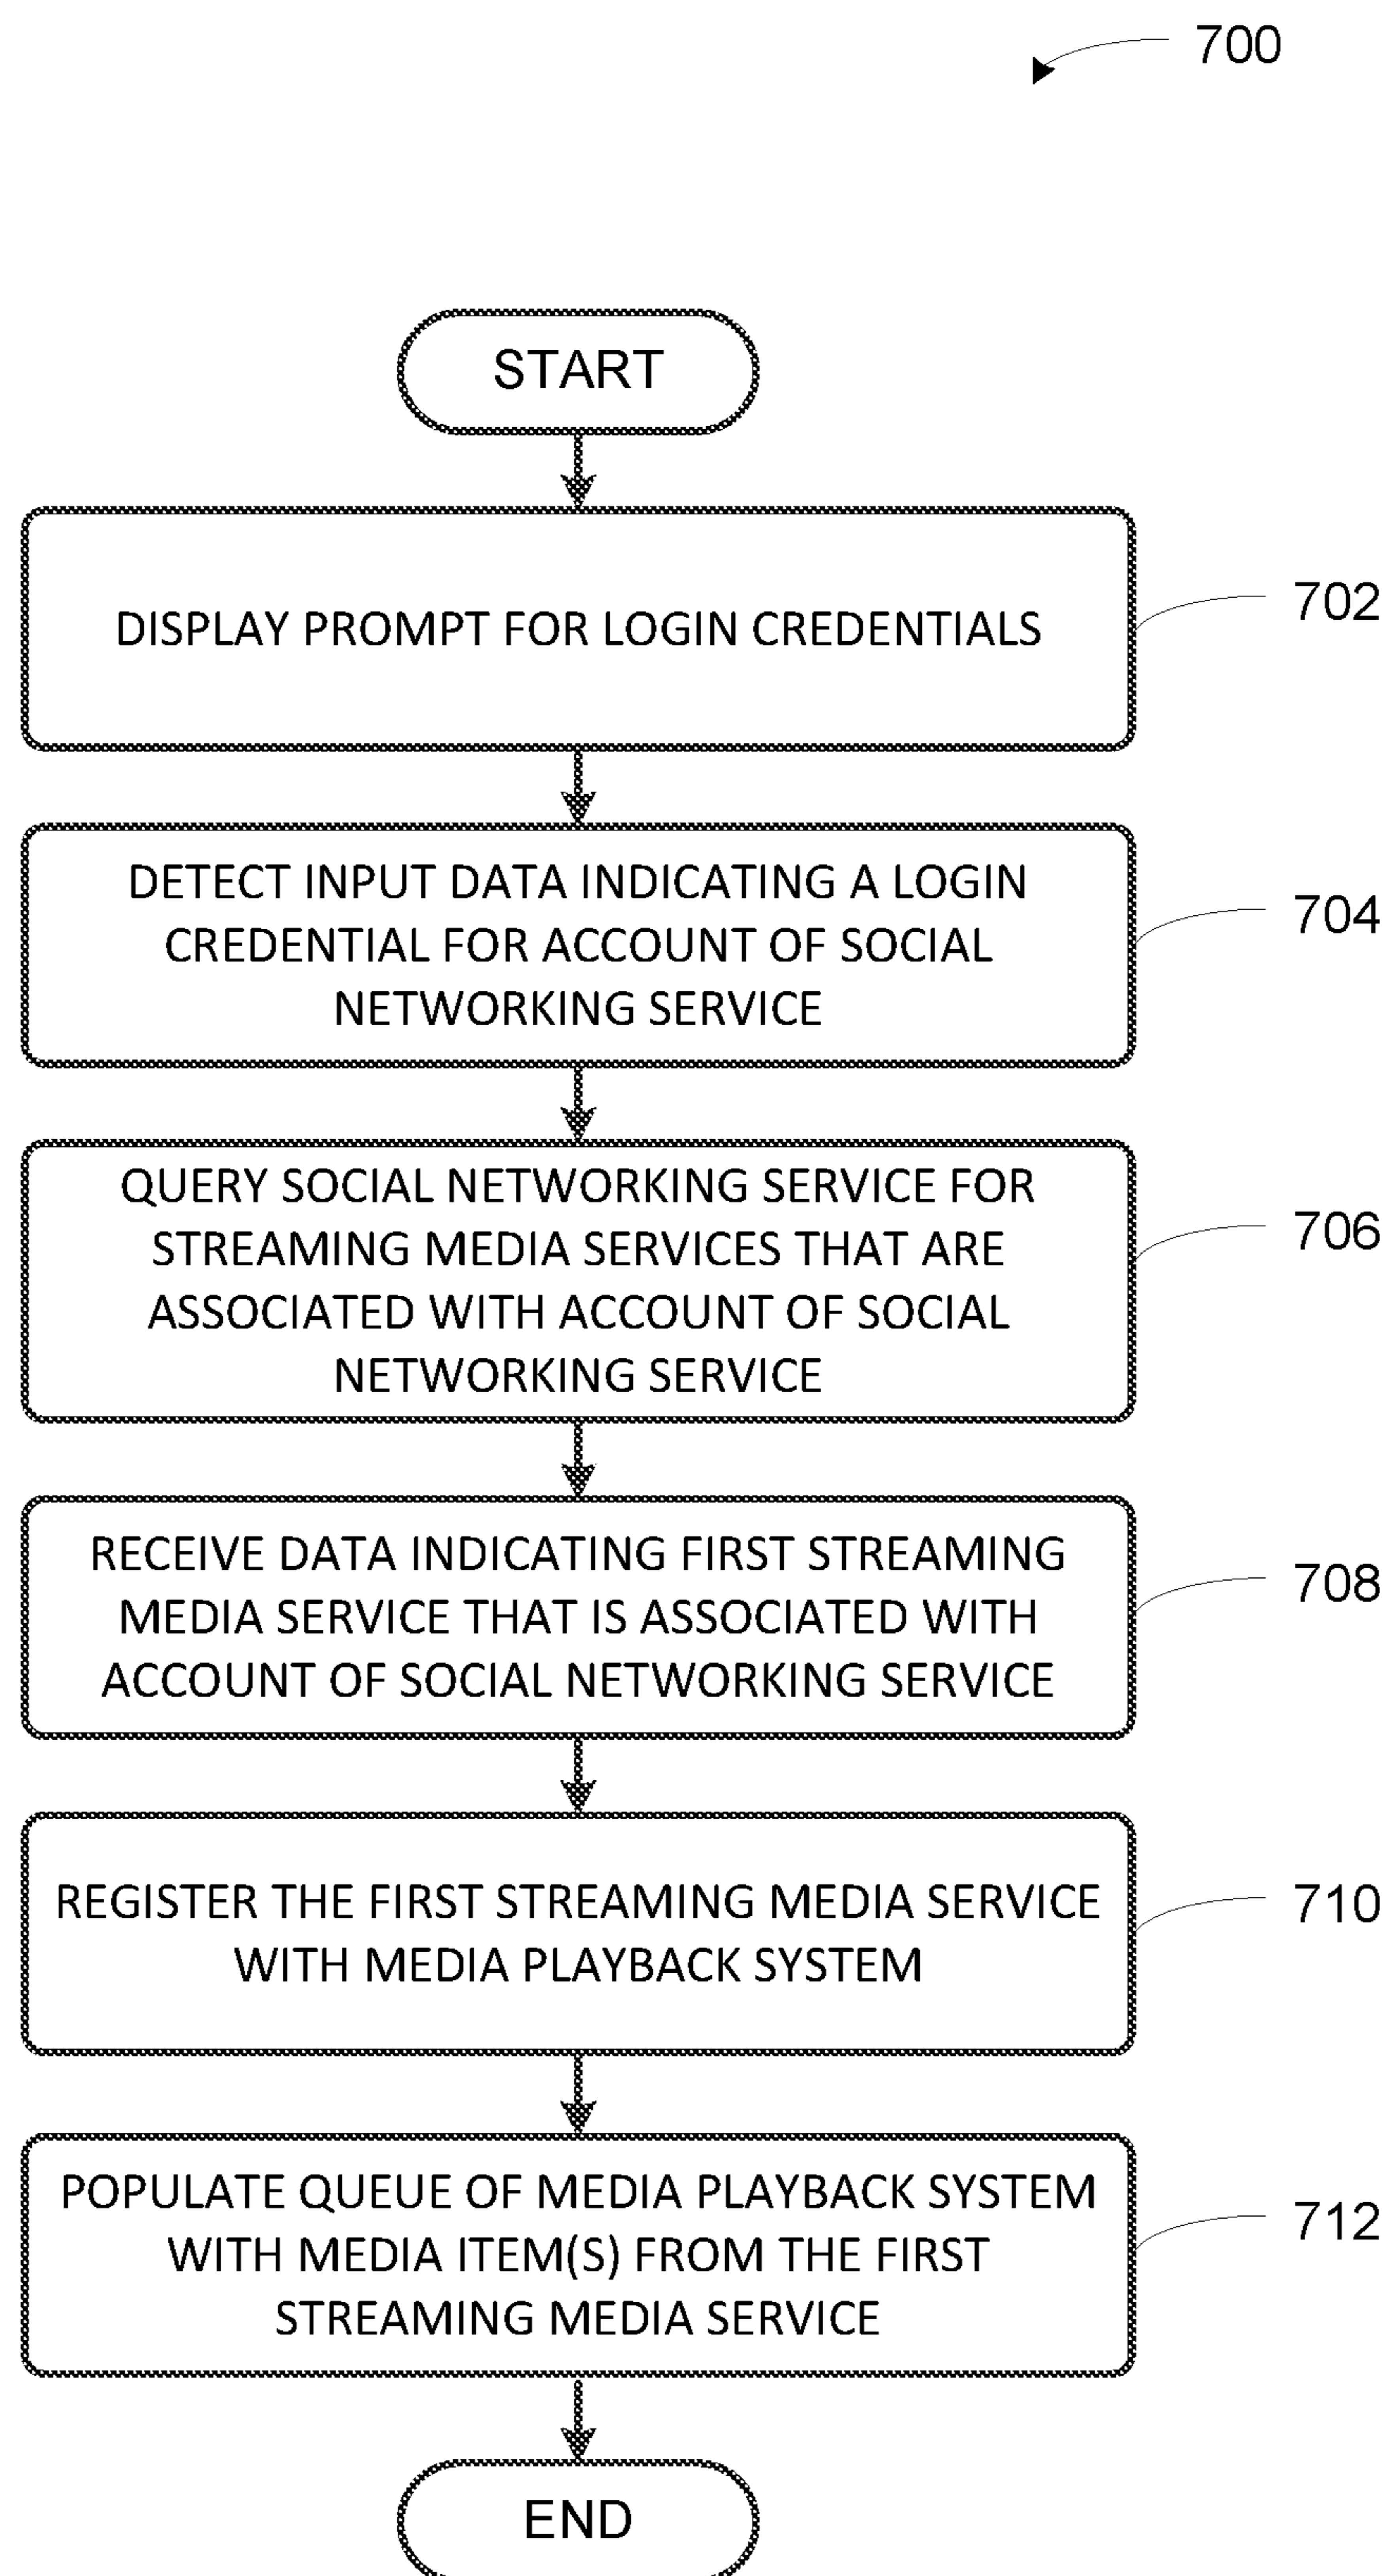 700
START
DISPLAY PROMPT FOR LOGIN CREDENTIALS
702
DETECT INPUT DATA INDICATING A LOGIN
CREDENTIAL FOR ACCOUNT OF SOCIAL
NETWORKING SERVICE
704
QUERY SOCIAL NETWORKING SERVICE FOR
STREAMING MEDIA SERVICES THAT ARE
ASSOCIATED WITH ACCOUNT OF SOCIAL
NETWORKING SERVICE
706
RECEIVE DATA INDICATING FIRST STREAMING
MEDIA SERVICE THAT IS ASSOCIATED WITH
ACCOUNT OF SOCIAL NETWORKING SERVICE
708
REGISTER THE FIRST STREAMING MEDIA SERVICE
WITH MEDIA PLAYBACK SYSTEM
710
POPULATE QUEUE OF MEDIA PLAYBACK SYSTEM
WITH MEDIA ITEM(S) FROM THE FIRST
STREAMING MEDIA SERVICE
712
END